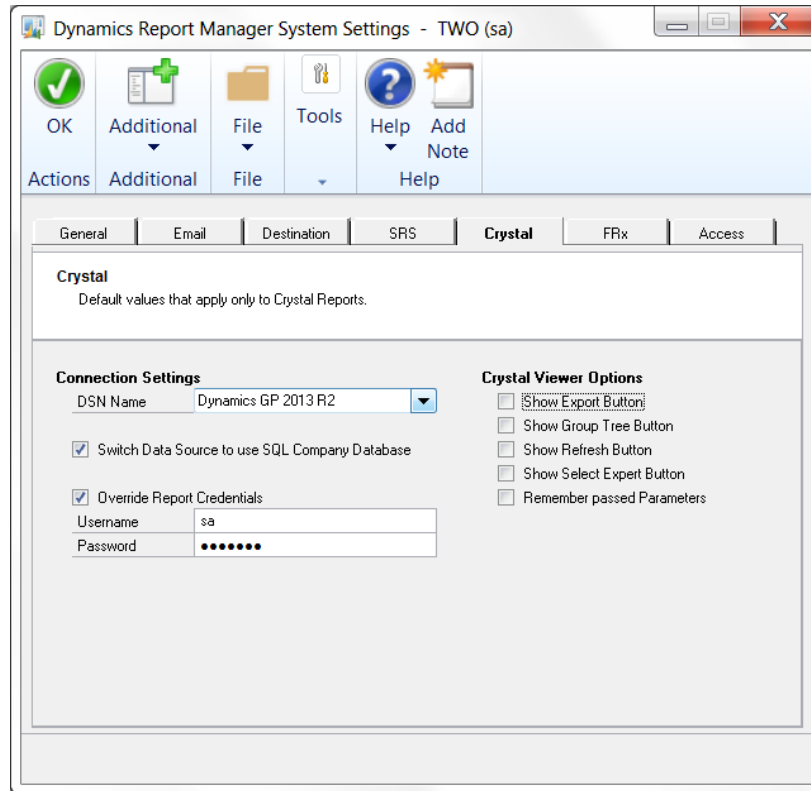 Dynamics Report Manager System Settings - TWO (sa)
OK
Additional
File
Tools
Help
Add
Note
Actions
Additional
File
Help
General
Email
Destination
SRS
Crystal
FRx
Access
Crystal
Default values that apply only to Crystal Reports.
Connection Settings
DSN Name
Dynamics GP 2013 R2
Switch Data Source to use SQL Company Database
Override Report Credentials
Username
sa
Password
•••••••
Crystal Viewer Options
Show Export Button
Show Group Tree Button
Show Refresh Button
Show Select Expert Button
Remember passed Parameters